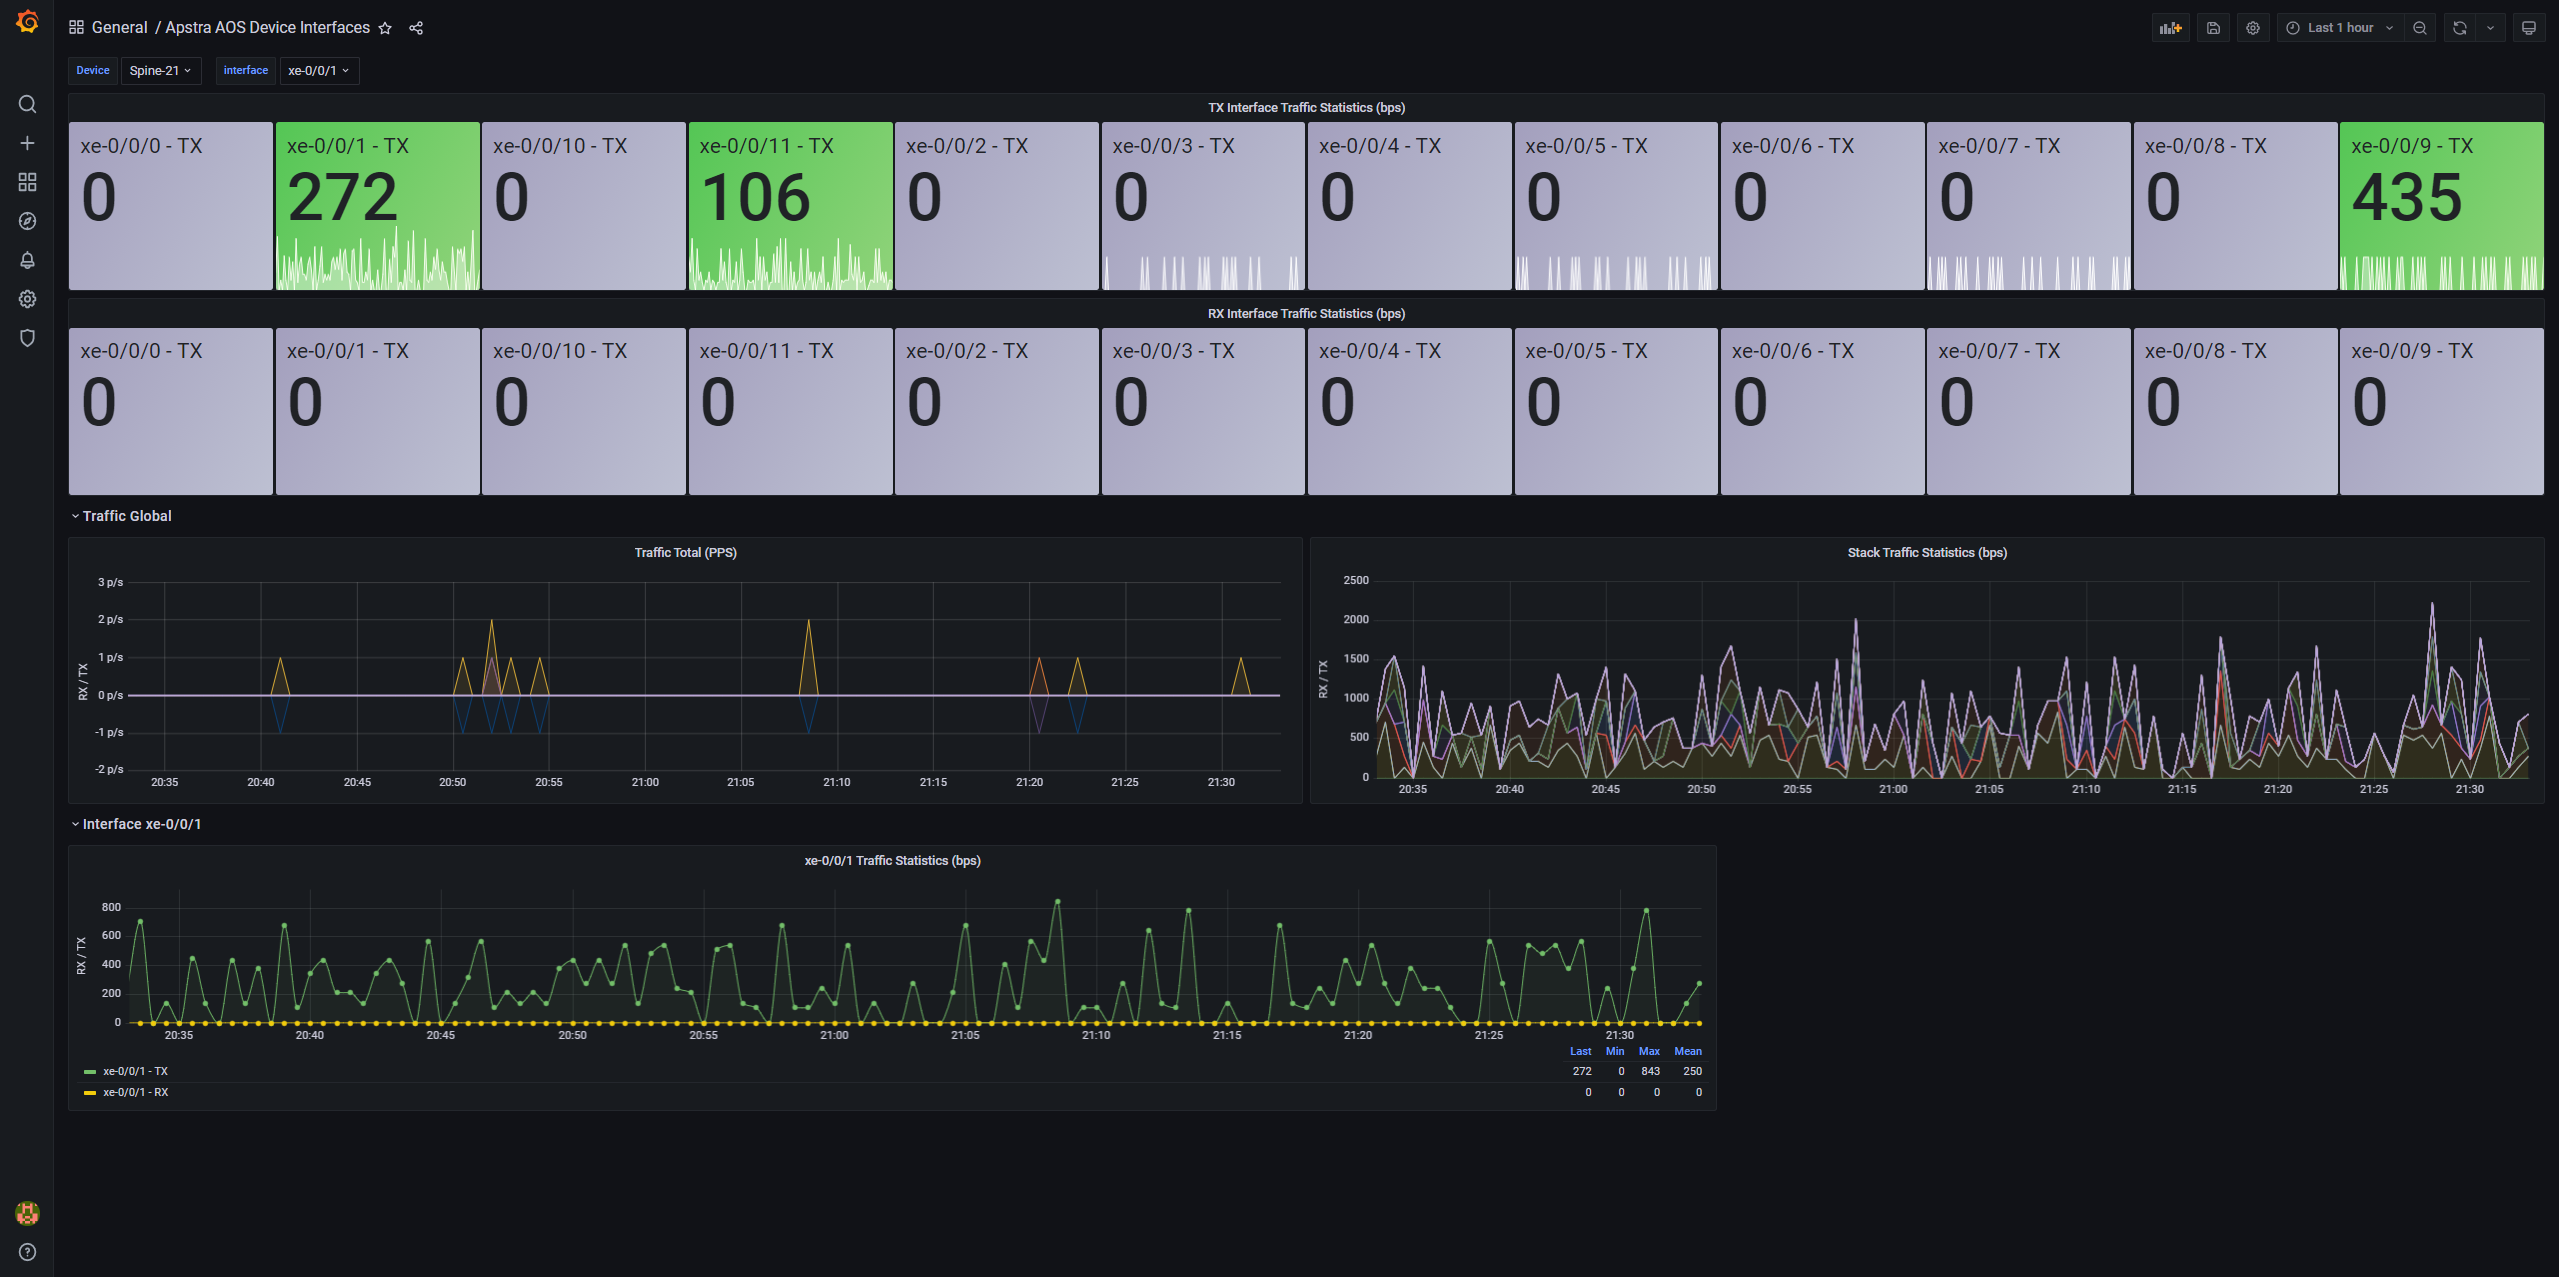 General / Apstra AOS Device Interfaces
Last 1 hour
Device Spine-21 interface xe-0/0/1
TX Interface Traffic Statistics (bps)
xe-0/0/0 - TX xe-0/0/1 - TX xe-0/0/10 - TX xe-0/0/11 - TX xe-0/0/2 - TX xe-0/0/3 - TX xe-0/0/4 - TX xe-0/0/5 - TX xe-0/0/6 - TX xe-0/0/7 - TX xe-0/0/8 - TX xe-0/0/9 - TX
0 272 0 106 0 0 0 0 0 0 0 435
RX Interface Traffic Statistics (bps)
xe-0/0/0 - TX xe-0/0/1 - TX xe-0/0/10 - TX xe-0/0/11 - TX xe-0/0/2 - TX xe-0/0/3 - TX xe-0/0/4 - TX xe-0/0/5 - TX xe-0/0/6 - TX xe-0/0/7 - TX xe-0/0/8 - TX xe-0/0/9 - TX
0 0 0 0 0 0 0 0 0 0 0 0
Traffic Global
Traffic Total (PPS)
RX / TX
3 p/s
2 p/s
1 p/s
0 p/s
-1 p/s
-2 p/s
20:35 20:40 20:45 20:50 20:55 21:00 21:05 21:10 21:15 21:20 21:25 21:30
Stack Traffic Statistics (bps)
RX / TX
2500
2000
1500
1000
500
0
20:35 20:40 20:45 20:50 20:55 21:00 21:05 21:10 21:15 21:20 21:25 21:30
Interface xe-0/0/1
xe-0/0/1 Traffic Statistics (bps)
RX / TX
800
600
400
200
0
20:35 20:40 20:45 20:50 20:55 21:00 21:05 21:10 21:15 21:20 21:25 21:30
Last Min Max Mean
xe-0/0/1 - TX 272 0 843 250
xe-0/0/1 - RX 0 0 0 0